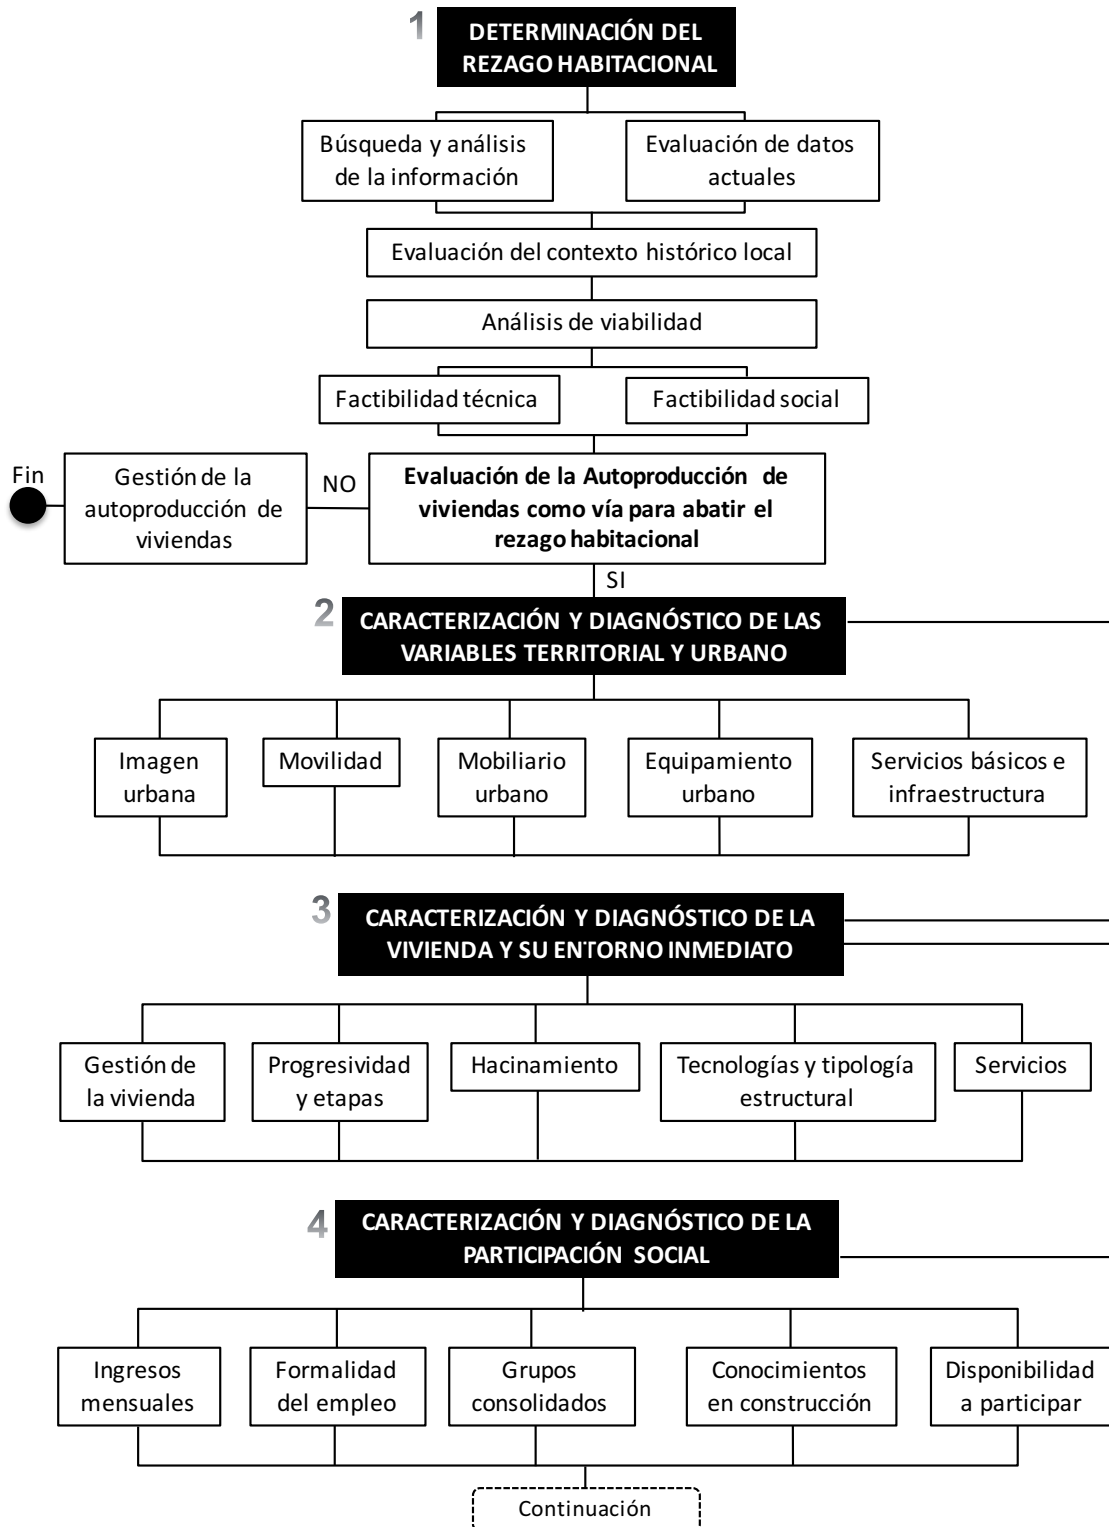 1
DETERMINACIÓN DEL
REZAGO HABITACIONAL
Búsqueda y análisis
de la información
Evaluación de datos
actuales
Evaluación del contexto histórico local
Análisis de viabilidad
Factibilidad técnica
Factibilidad social
Fin
Gestión de la
autoproducción de
viviendas
NO
Evaluación de la Autoproducción de
viviendas como vía para abatir el
rezago habitacional
SI
2
CARACTERIZACIÓN Y DIAGNÓSTICO DE LAS
VARIABLES TERRITORIAL Y URBANO
Imagen
urbana
Movilidad
Mobiliario
urbano
Equipamiento
urbano
Servicios básicos e
infraestructura
3
CARACTERIZACIÓN Y DIAGNÓSTICO DE LA
VIVIENDA Y SU ENTORNO INMEDIATO
Gestión de
la vivienda
Progresividad
y etapas
Hacinamiento
Tecnologías y tipología
estructural
Servicios
4
CARACTERIZACIÓN Y DIAGNÓSTICO DE LA
PARTICIPACIÓN SOCIAL
Ingresos
mensuales
Formalidad
del empleo
Grupos
consolidados
Conocimientos
en construcción
Disponibilidad
a participar
Continuación